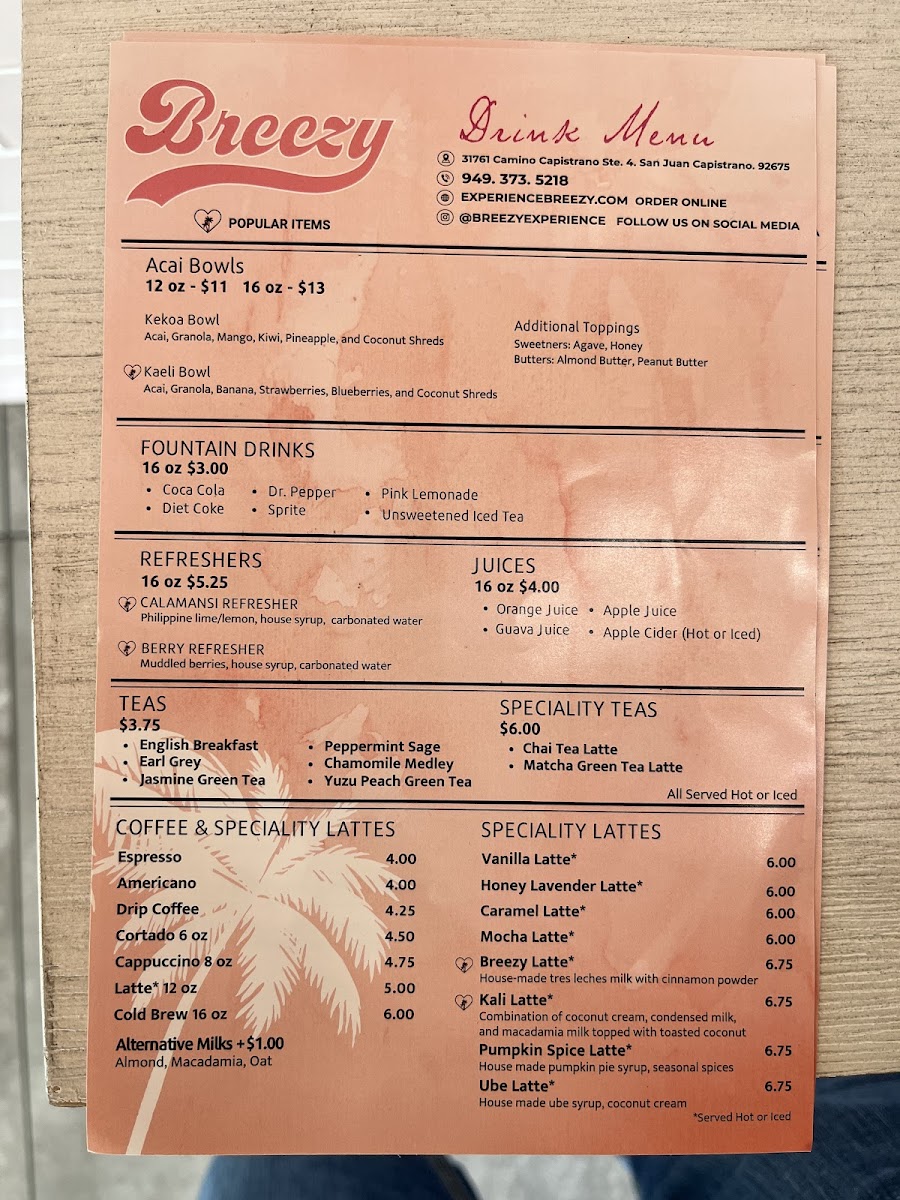 Breezy
Drink Menu
31761 Camino Capistrano Ste. 4. San Juan Capistrano. 92675
949. 373. 5218
EXPERIENCEBREEZY.COM ORDER ONLINE
@BREEZYEXPERIENCE FOLLOW US ON SOCIAL MEDIA
POPULAR ITEMS
Acai Bowls
12 oz - $11 16 oz - $13
Kekoa Bowl
Acai, Granola, Mango, Kiwi, Pineapple, and Coconut Shreds
Kaeli Bowl
Acai, Granola, Banana, Strawberries, Blueberries, and Coconut Shreds
Additional Toppings
Sweetners: Agave, Honey
Butters: Almond Butter, Peanut Butter
FOUNTAIN DRINKS
16 oz $3.00
• Coca Cola • Dr. Pepper • Pink Lemonade
• Diet Coke • Sprite • Unsweetened Iced Tea
REFRESHERS
16 oz $5.25
CALAMANSI REFRESHER
Philippine lime/lemon, house syrup, carbonated water
BERRY REFRESHER
Muddled berries, house syrup, carbonated water
JUICES
16 oz $4.00
• Orange Juice • Apple Juice
• Guava Juice • Apple Cider (Hot or Iced)
TEAS
$3.75
• English Breakfast • Peppermint Sage
• Earl Grey • Chamomile Medley
• Jasmine Green Tea • Yuzu Peach Green Tea
SPECIALITY TEAS
$6.00
• Chai Tea Latte
• Matcha Green Tea Latte
All Served Hot or Iced
COFFEE & SPECIALITY LATTES
Espresso 4.00
Americano 4.00
Drip Coffee 4.25
Cortado 6 oz 4.50
Cappuccino 8 oz 4.75
Latte* 12 oz 5.00
Cold Brew 16 oz 6.00
Alternative Milks +$1.00
Almond, Macadamia, Oat
SPECIALITY LATTES
Vanilla Latte* 6.00
Honey Lavender Latte* 6.00
Caramel Latte* 6.00
Mocha Latte* 6.00
Breezy Latte* 6.75
House-made tres leches milk with cinnamon powder
Kali Latte* 6.75
Combination of coconut cream, condensed milk,
and macadamia milk topped with toasted coconut
Pumpkin Spice Latte* 6.75
House made pumpkin pie syrup, seasonal spices
Ube Latte* 6.75
House made ube syrup, coconut cream
*Served Hot or Iced